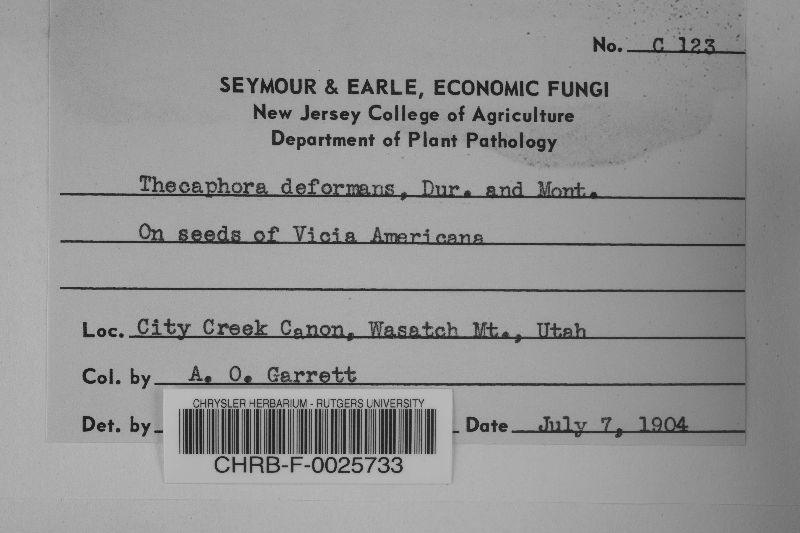 No. C 123
SEYMOUR & EARLE, ECONOMIC FUNGI
New Jersey College of Agriculture
Department of Plant Pathology
Thecaphora deformans, Dur. and Mont.
On seeds of Vicia Americana
Loc. City Creek Canon, Wasatch Mt., Utah
Col. by A. O. Garrett
Det. by
Date July 7, 1904
CHRYSLER HERBARIUM - RUTGERS UNIVERSITY
CHRB-F-0025733